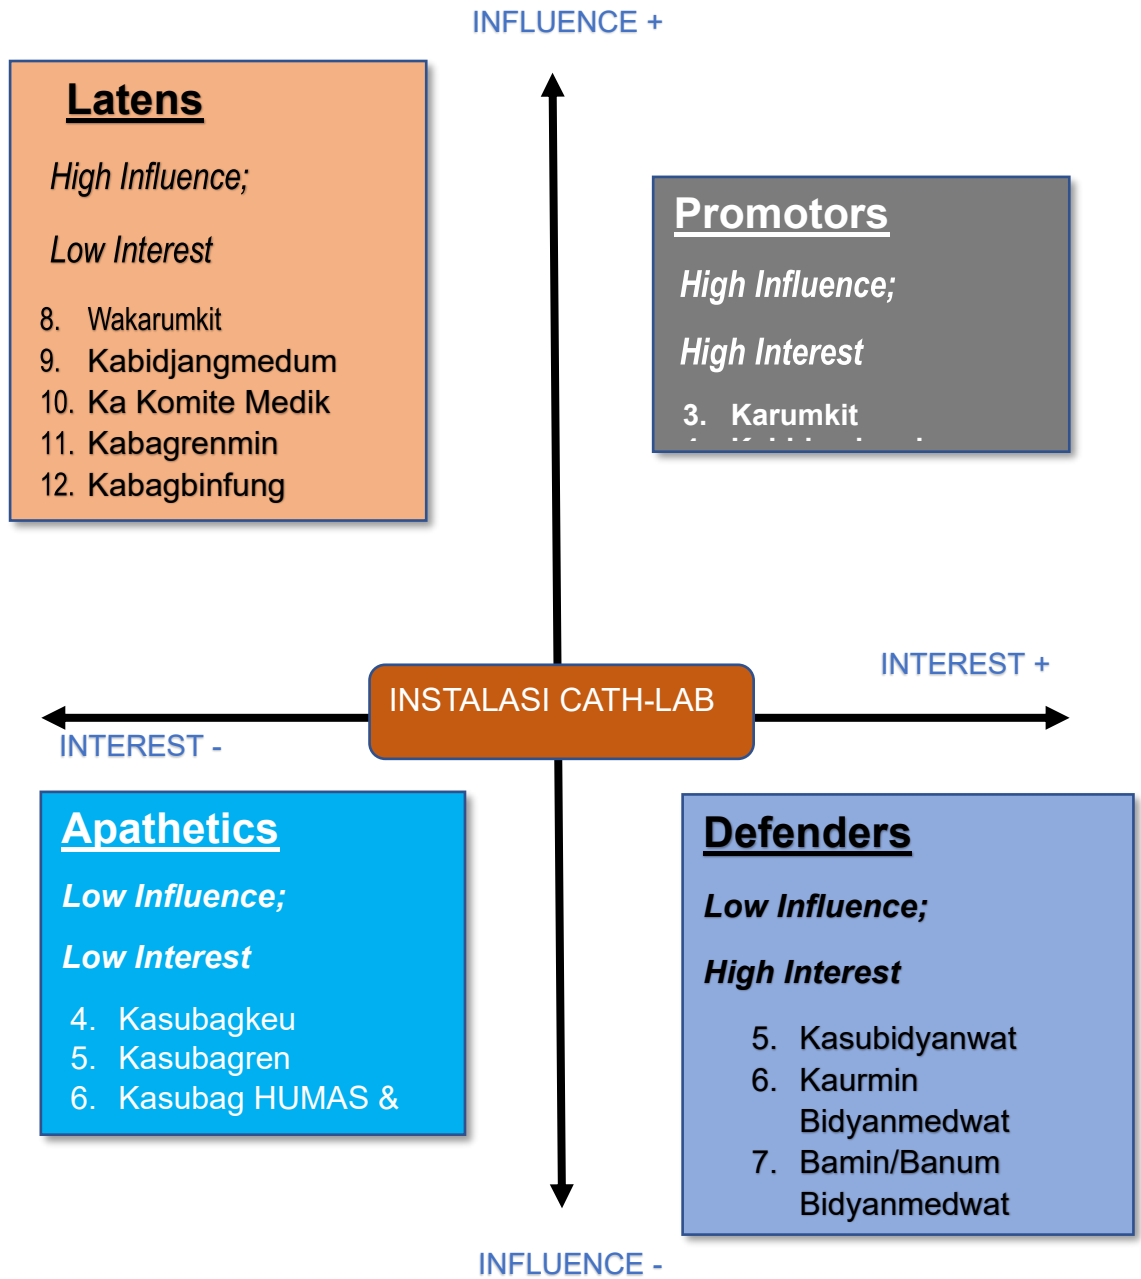 INFLUENCE +
Latens
High Influence;
Low Interest
8. Wakarumkit
9. Kabidjangmedum
10. Ka Komite Medik
11. Kabagrenmin
12. Kabagbinfung
Promotors
High Influence;
High Interest
3. Karumkit
INTEREST +
INSTALASI CATH-LAB
INTEREST -
Apathetics
Low Influence;
Low Interest
4. Kasubagkeu
5. Kasubagren
6. Kasubag HUMAS &
Defenders
Low Influence;
High Interest
5. Kasubidyanwat
6. Kaurmin
Bidyanmedwat
7. Bamin/Banum
Bidyanmedwat
INFLUENCE -